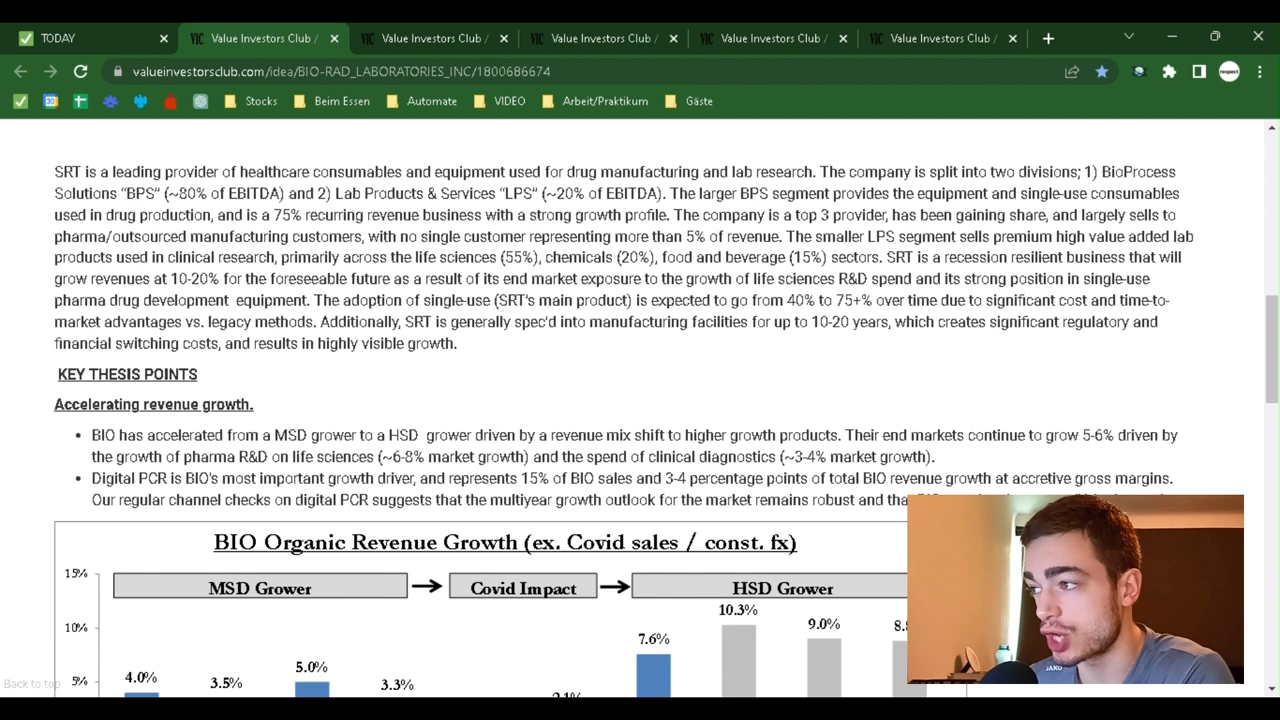 TODAY
VIC Value Investors Club /
VIC Value Investors Club /
VIC Value Investors Club /
VIC Value Investors Club /
VIC Value Investors Club /
valueinvestorsclub.com/idea/BIO-RAD_LABORATORIES_INC/1800686674
respect
Stocks
Beim Essen
Automate
VIDEO
Arbeit/Praktikum
Gäste
SRT is a leading provider of healthcare consumables and equipment used for drug manufacturing and lab research. The company is split into two divisions; 1) BioProcess
Solutions “BPS” (~80% of EBITDA) and 2) Lab Products & Services “LPS” (~20% of EBITDA). The larger BPS segment provides the equipment and single-use consumables
used in drug production, and is a 75% recurring revenue business with a strong growth profile. The company is a top 3 provider, has been gaining share, and largely sells to
pharma/outsourced manufacturing customers, with no single customer representing more than 5% of revenue. The smaller LPS segment sells premium high value added lab
products used in clinical research, primarily across the life sciences (55%), chemicals (20%), food and beverage (15%) sectors. SRT is a recession resilient business that will
grow revenues at 10-20% for the foreseeable future as a result of its end market exposure to the growth of life sciences R&D spend and its strong position in single-use
pharma drug development equipment. The adoption of single-use (SRT's main product) is expected to go from 40% to 75+% over time due to significant cost and time-to-
market advantages vs. legacy methods. Additionally, SRT is generally spec'd into manufacturing facilities for up to 10-20 years, which creates significant regulatory and
financial switching costs, and results in highly visible growth.
KEY THESIS POINTS
Accelerating revenue growth.
• BIO has accelerated from a MSD grower to a HSD grower driven by a revenue mix shift to higher growth products. Their end markets continue to grow 5-6% driven by
the growth of pharma R&D on life sciences (~6-8% market growth) and the spend of clinical diagnostics (~3-4% market growth).
• Digital PCR is BIO's most important growth driver, and represents 15% of BIO sales and 3-4 percentage points of total BIO revenue growth at accretive gross margins.
Our regular channel checks on digital PCR suggests that the multiyear growth outlook for the market remains robust and
BIO Organic Revenue Growth (ex. Covid sales / const. fx)
15%
MSD Grower
Covid Impact
HSD Grower
10%
10.3%
9.0%
7.6%
5.0%
4.0%
3.5%
3.3%
5%
Back to top
JAKO